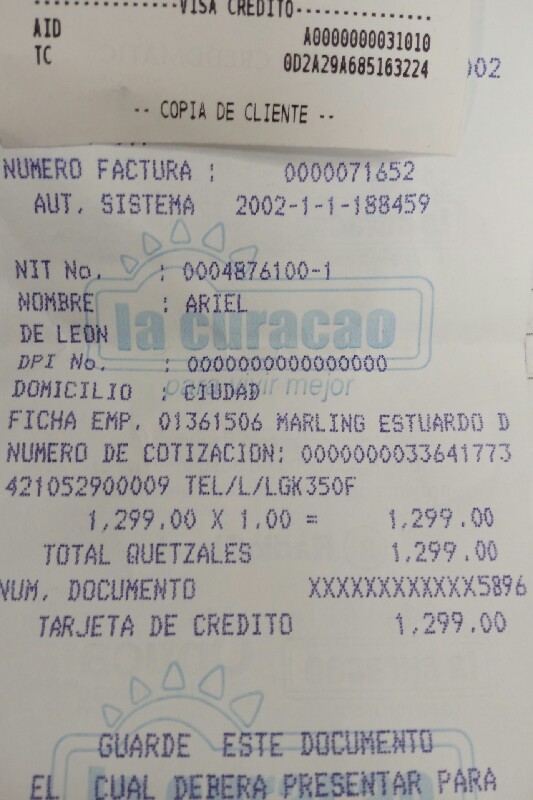 VISA CREDITO
AID A0000000031010
TC 0D2A29A685163224
-- COPIA DE CLIENTE --
002
NUMERO FACTURA : 0000071652
AUT. SISTEMA 2002-1-1-188459
NIT No. : 0004876100-1
NOMBRE : ARIEL
DE LEON
la curacao
DPI No. : 0000000000000000
para vivir mejor
DOMICILIO : CIUDAD
FICHA EMP. 01361506 MARLING ESTUARDO D
NUMERO DE COTIZACION: 00000000033641773
421052900009 TEL/L/LGK350F
1,299.00 X 1.00 = 1,299.00
TOTAL QUETZALES 1,299.00
NUM. DOCUMENTO XXXXXXXXXXXX5896
TARJETA DE CREDITO 1,299.00
GUARDE ESTE DOCUMENTO
EL CUAL DEBERA PRESENTAR PARA